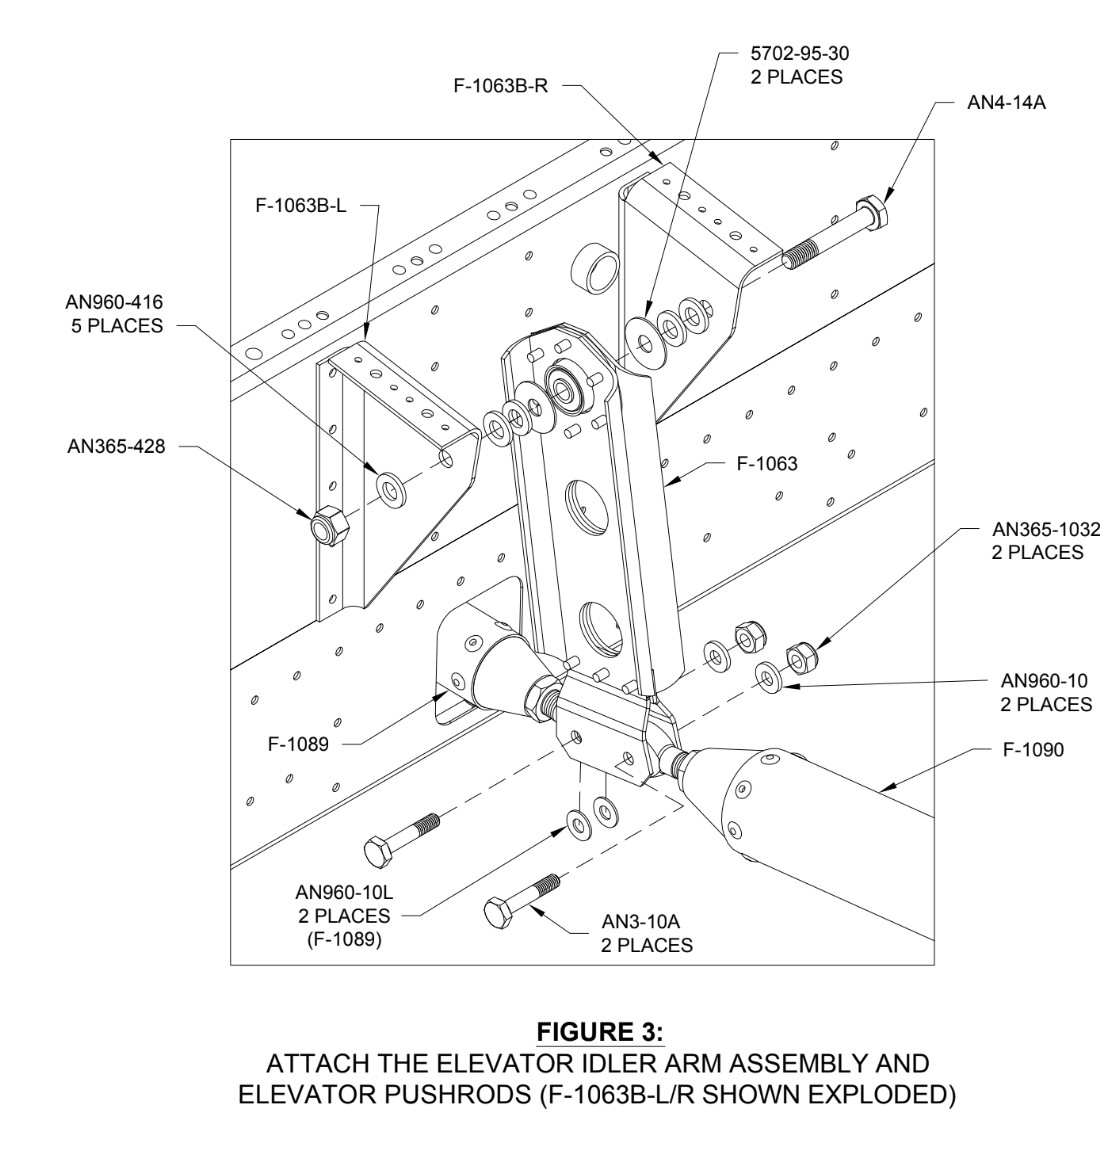 5702-95-30
2 PLACES
F-1063B-R
AN4-14A
F-1063B-L
AN960-416
5 PLACES
AN365-428
F-1063
AN365-1032
2 PLACES
AN960-10
2 PLACES
F-1089
F-1090
AN960-10L
2 PLACES
(F-1089)
AN3-10A
2 PLACES
FIGURE 3:
ATTACH THE ELEVATOR IDLER ARM ASSEMBLY AND
ELEVATOR PUSHRODS (F-1063B-L/R SHOWN EXPLODED)